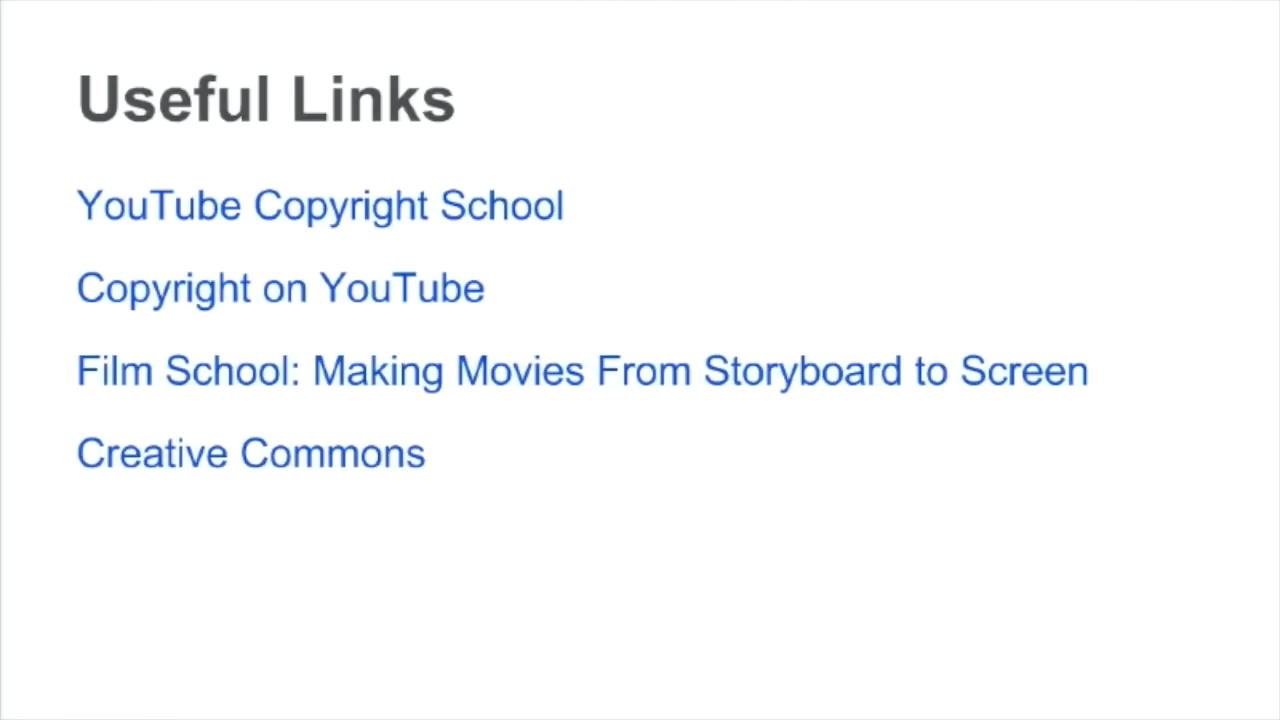 Useful Links
YouTube Copyright School
Copyright on YouTube
Film School: Making Movies From Storyboard to Screen
Creative Commons